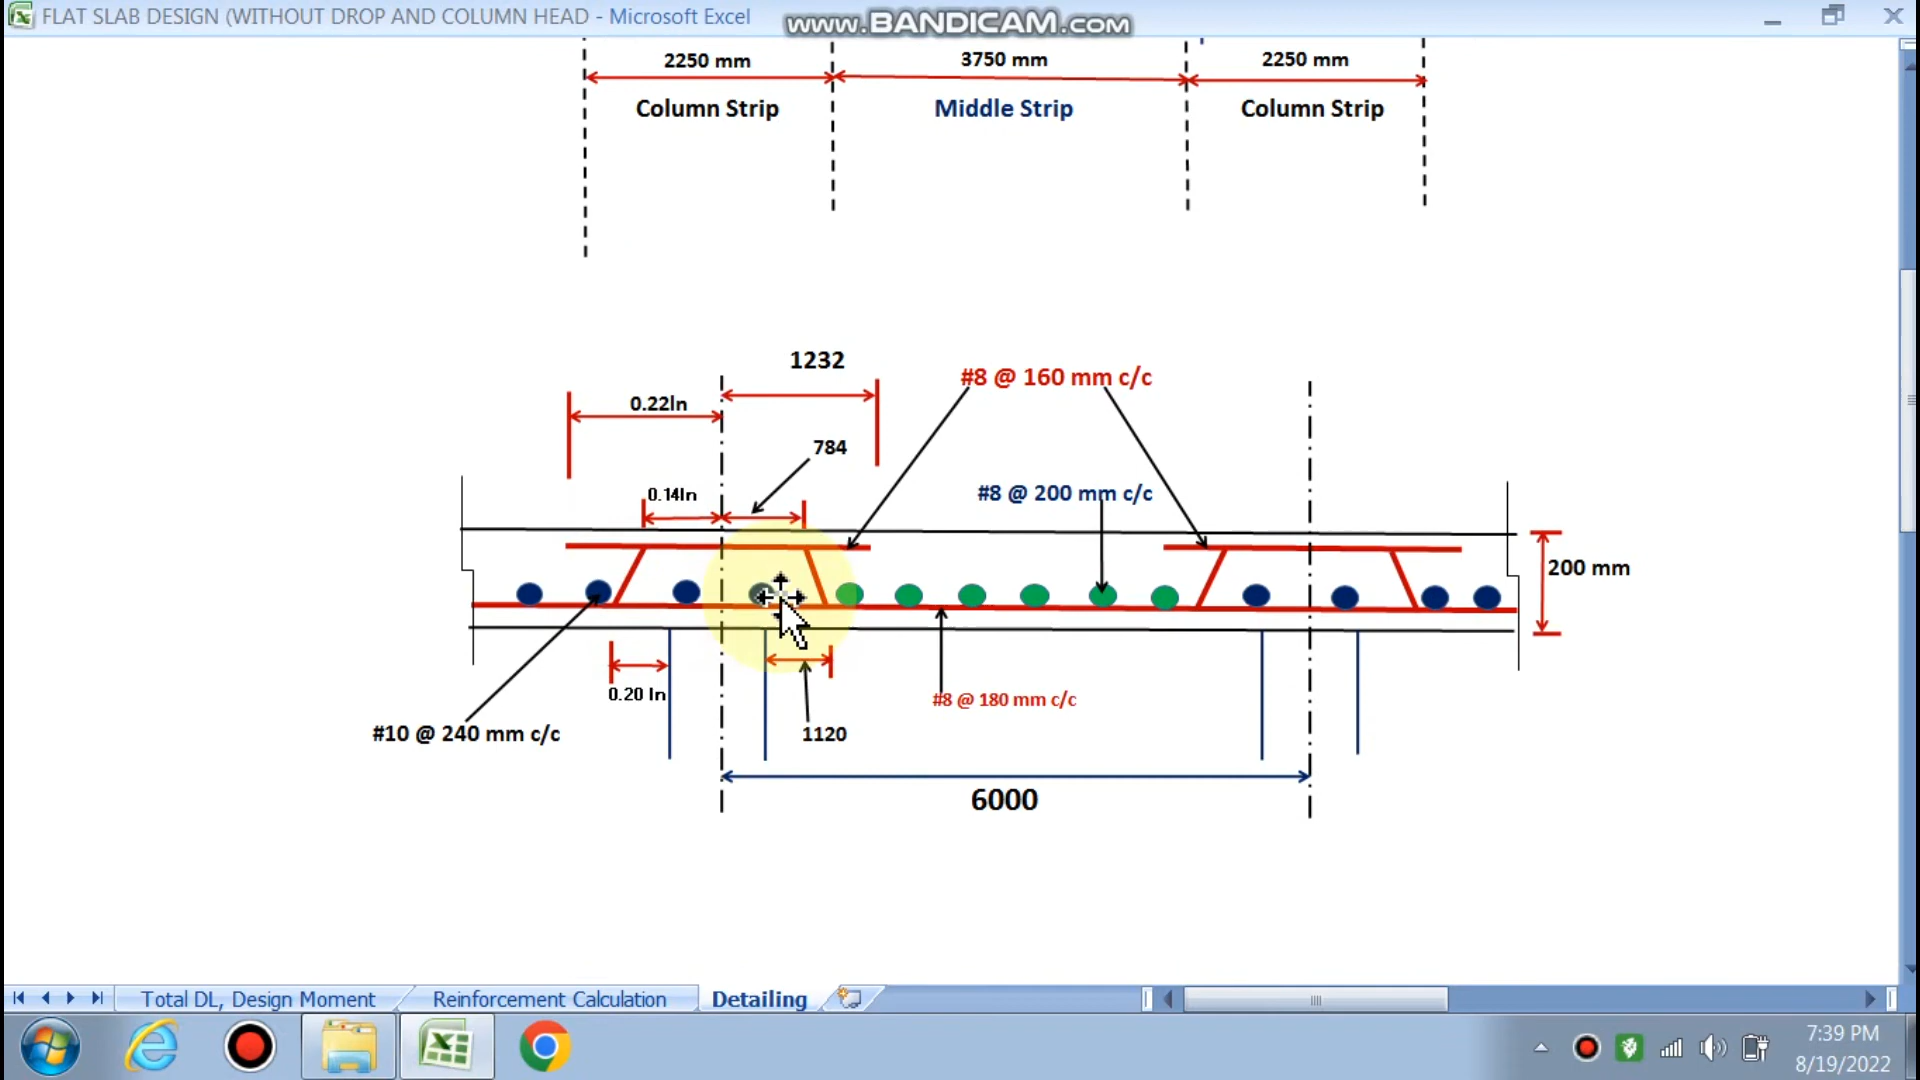 FLAT SLAB DESIGN (WITHOUT DROP AND COLUMN HEAD - Microsoft Excel
www.BANDICAM.com
2250 mm
3750 mm
2250 mm
Column Strip
Middle Strip
Column Strip
1232
#8 @ 160 mm c/c
0.22ln
784
0.14ln
#8 @ 200 mm c/c
200 mm
0.20 ln
#8 @ 180 mm c/c
#10 @ 240 mm c/c
1120
6000
Total DL, Design Moment
Reinforcement Calculation
Detailing
7:39 PM
8/19/2022